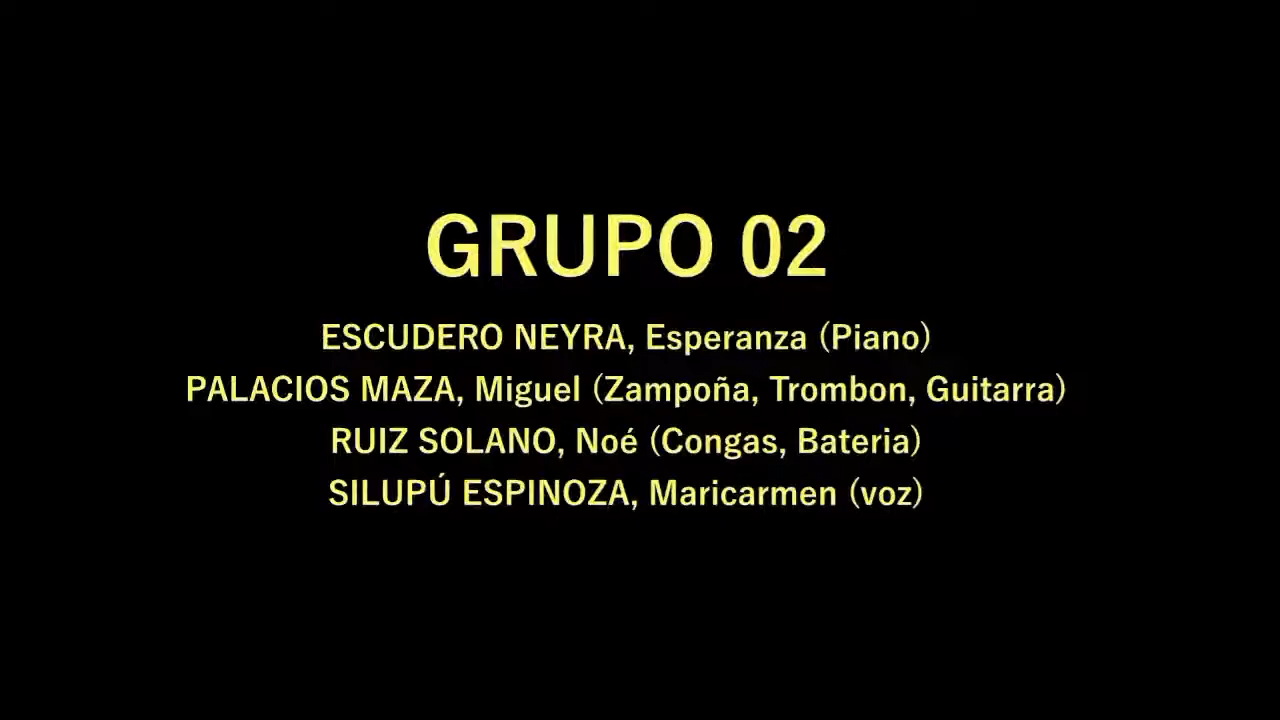 GRUPO 02
ESCUDERO NEYRA, Esperanza (Piano)
PALACIOS MAZA, Miguel (Zampoña, Trombon, Guitarra)
RUIZ SOLANO, Noé (Congas, Bateria)
SILUPÚ ESPINOZA, Maricarmen (voz)